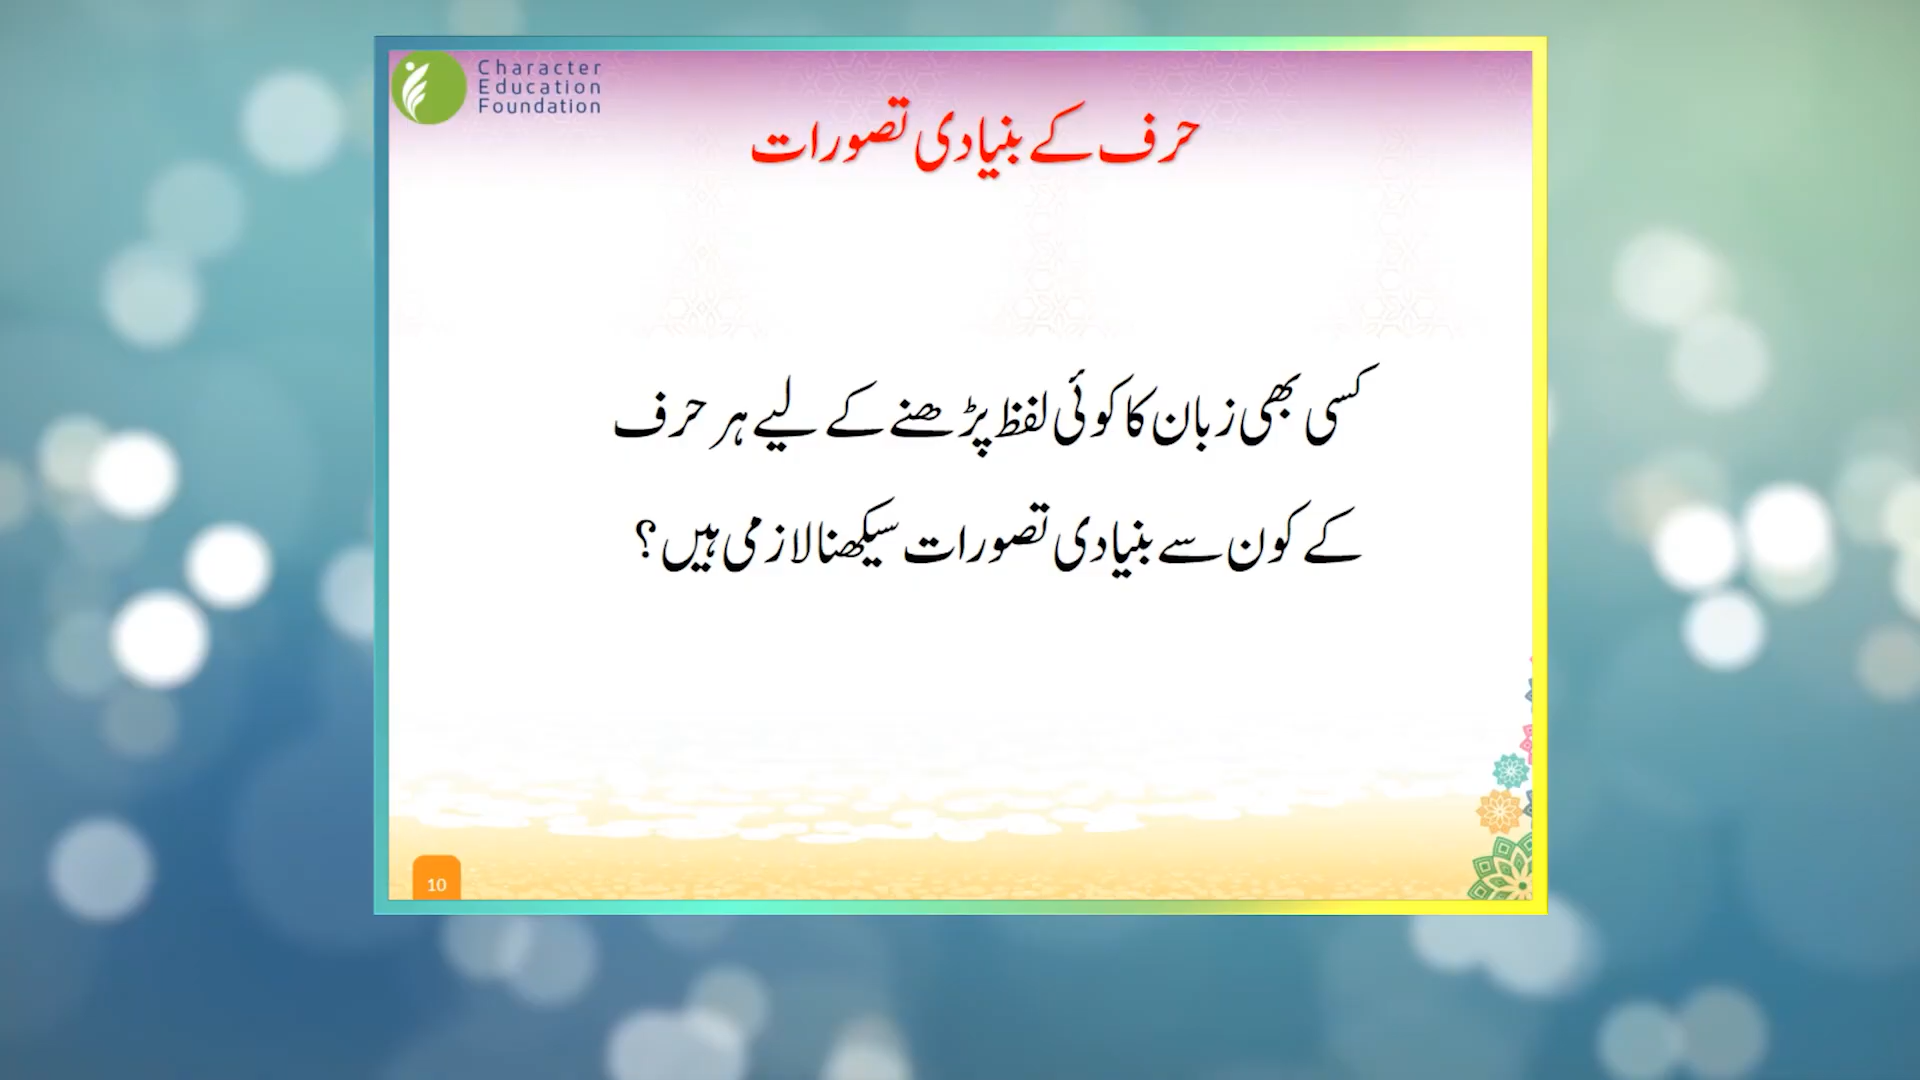 Character
Education
Foundation
حرف کے بنیادی تصورات
کسی بھی زبان کا کوئی لفظ پڑھنے کے لیے ہر حرف
کے کون سے بنیادی تصورات سیکھنا لازمی ہیں؟
10